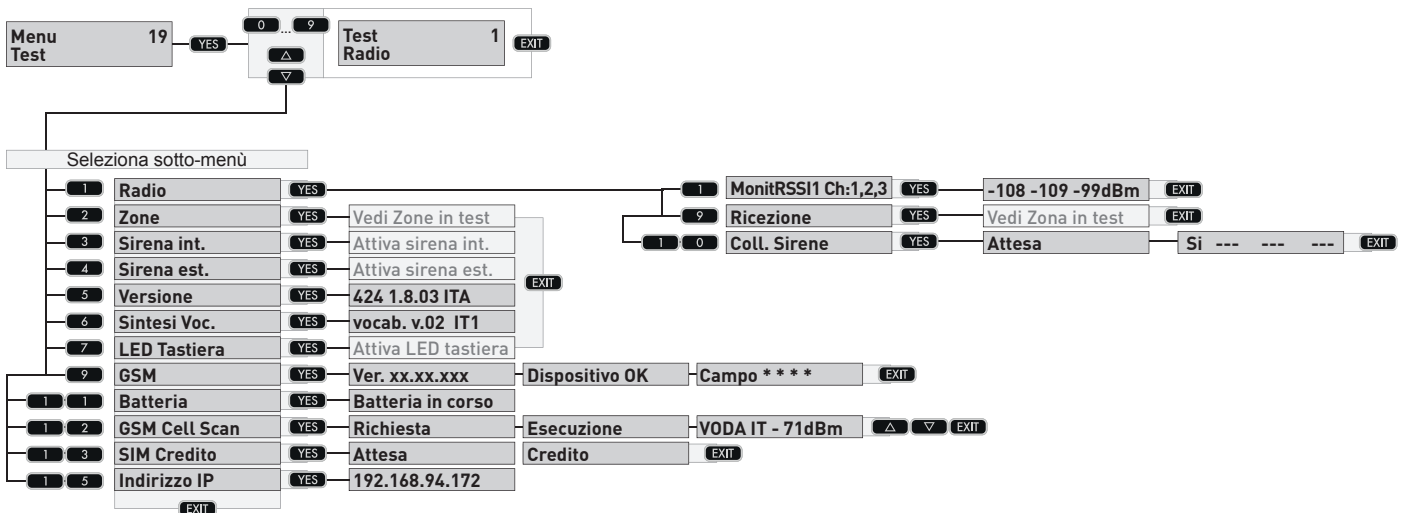 Menu 19
Test
YES
0 ... 9
Test 1
Radio
EXIT
Seleziona sotto-menù
1 Radio YES
1 MonitRSSI1 Ch:1,2,3 YES -108 -109 -99dBm EXIT
2 Zone YES Vedi Zone in test
9 Ricezione YES Vedi Zona in test EXIT
3 Sirena int. YES Attiva sirena int.
1 0 Coll. Sirene YES Attesa Si --- --- --- EXIT
4 Sirena est. YES Attiva sirena est.
EXIT
5 Versione YES 424 1.8.03 ITA
6 Sintesi Voc. YES vocab. v.02 IT1
7 LED Tastiera YES Attiva LED tastiera
9 GSM YES Ver. xx.xx.xxx Dispositivo OK Campo * * * * EXIT
1 1 Batteria YES Batteria in corso
1 2 GSM Cell Scan YES Richiesta Esecuzione VODA IT - 71dBm EXIT
1 3 SIM Credito YES Attesa Credito EXIT
1 5 Indirizzo IP YES 192.168.94.172
EXIT